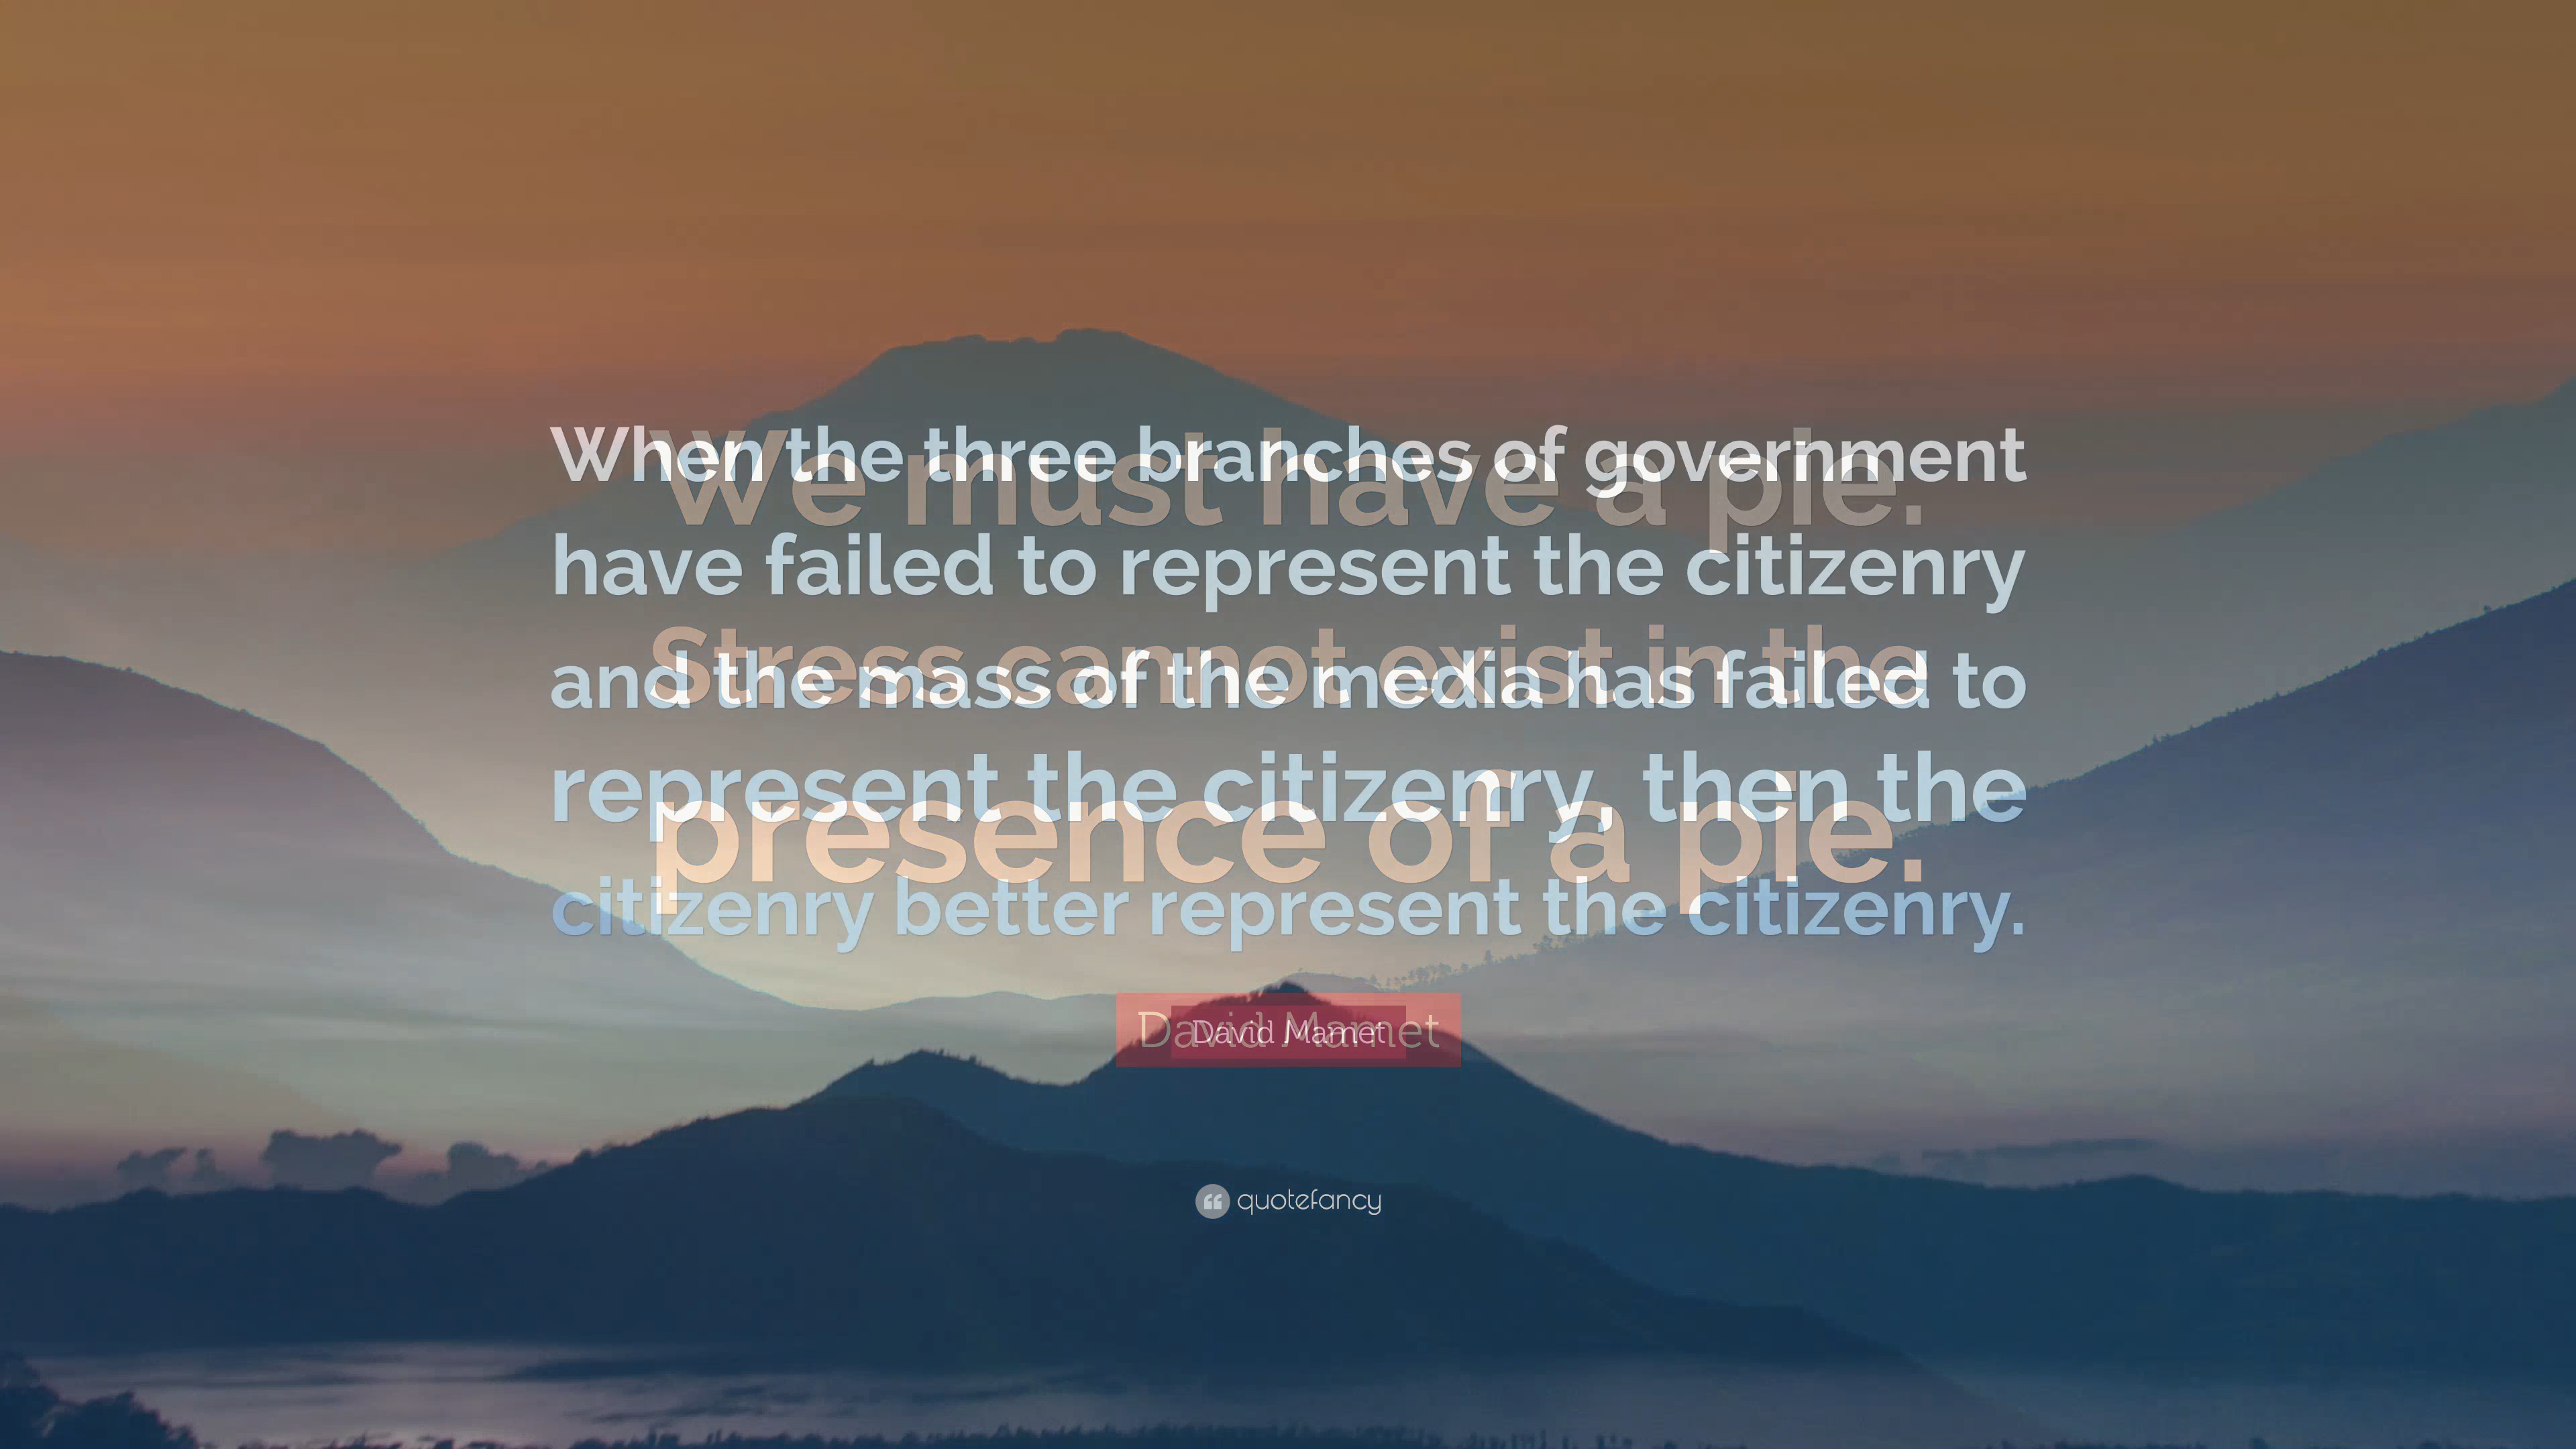 When the three branches of government
have failed to represent the citizenry
and the mass of the media has failed to
represent the citizenry, then the
citizenry better represent the citizenry.
David Mamet
We must have a pie.
Stress cannot exist in the
presence of a pie.
David Mamet
quotefancy